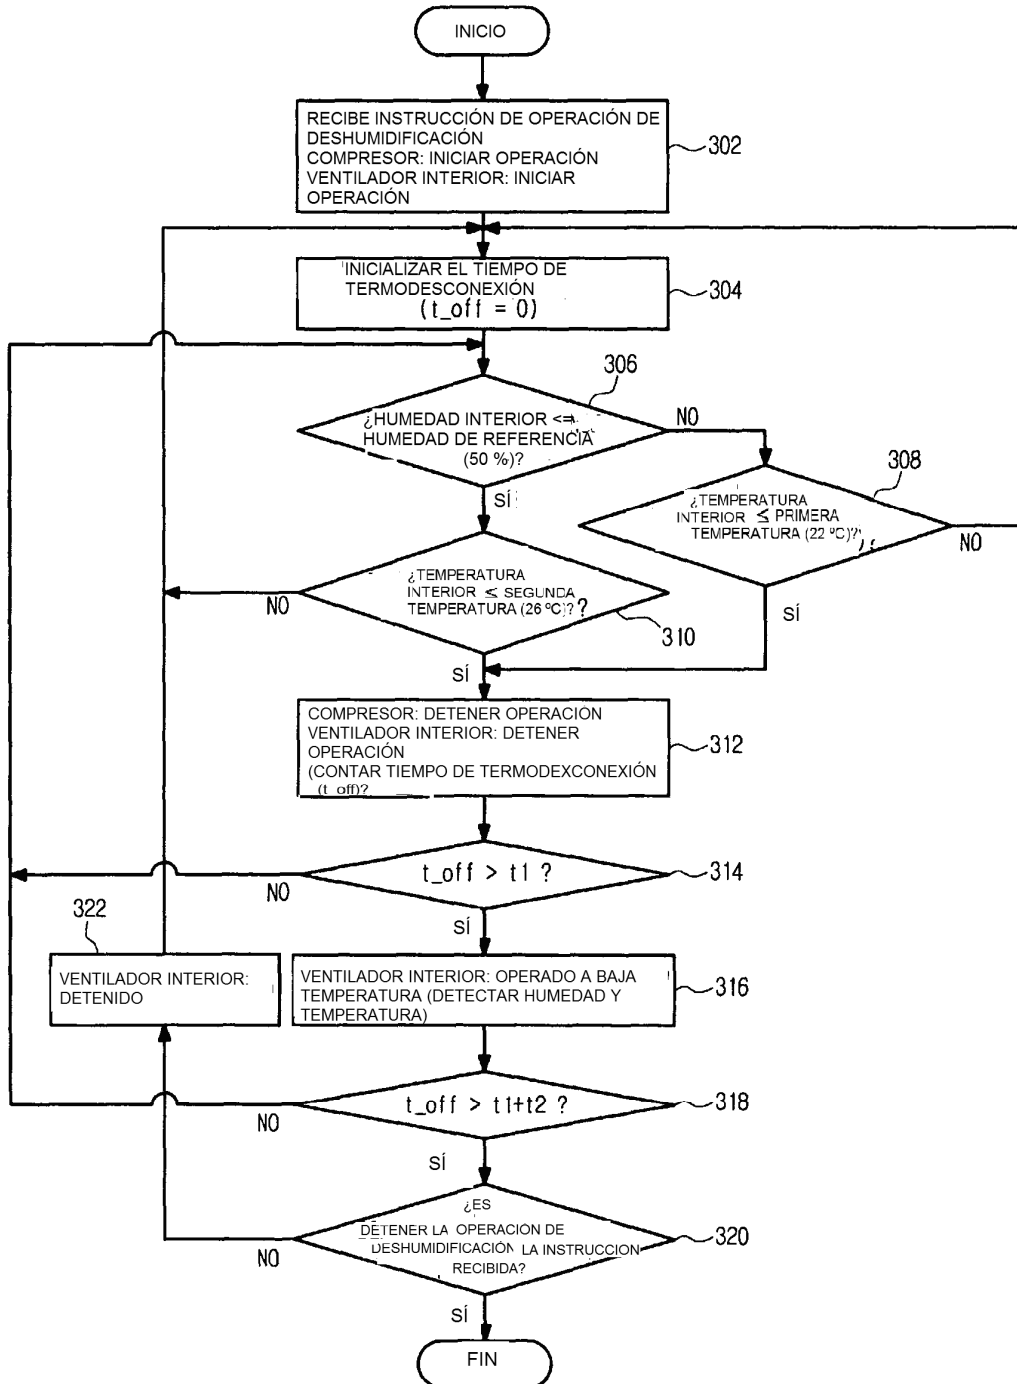 INICIO
RECIBE INSTRUCCIÓN DE OPERACIÓN DE
DESHUMIDIFICACIÓN
COMPRESOR: INICIAR OPERACIÓN
VENTILADOR INTERIOR: INICIAR
OPERACIÓN
302
INICIALIZAR EL TIEMPO DE
TERMODESCONEXIÓN
(t_off = 0)
304
306
¿HUMEDAD INTERIOR <=
HUMEDAD DE REFERENCIA
(50 %)?
NO
SÍ
308
¿TEMPERATURA
INTERIOR ≤ PRIMERA
TEMPERATURA (22 ºC)?
NO
SÍ
¿TEMPERATURA
INTERIOR ≤ SEGUNDA
TEMPERATURA (26 ºC)? ?
NO
310
SÍ
COMPRESOR: DETENER OPERACION
VENTILADOR INTERIOR: DETENER
OPERACIÓN
(CONTAR TIEMPO DE TERMODEXCONEXIÓN
(t_off)?
312
t_off > t1 ?
314
NO
SÍ
322
VENTILADOR INTERIOR:
DETENIDO
VENTILADOR INTERIOR: OPERADO A BAJA
TEMPERATURA (DETECTAR HUMEDAD Y
TEMPERATURA)
316
t_off > t1+t2 ?
318
NO
SÍ
¿ES
DETENER LA OPERACIÓN DE
DESHUMIDIFICACIÓN LA INSTRUCCION
RECIBIDA?
320
NO
SÍ
FIN